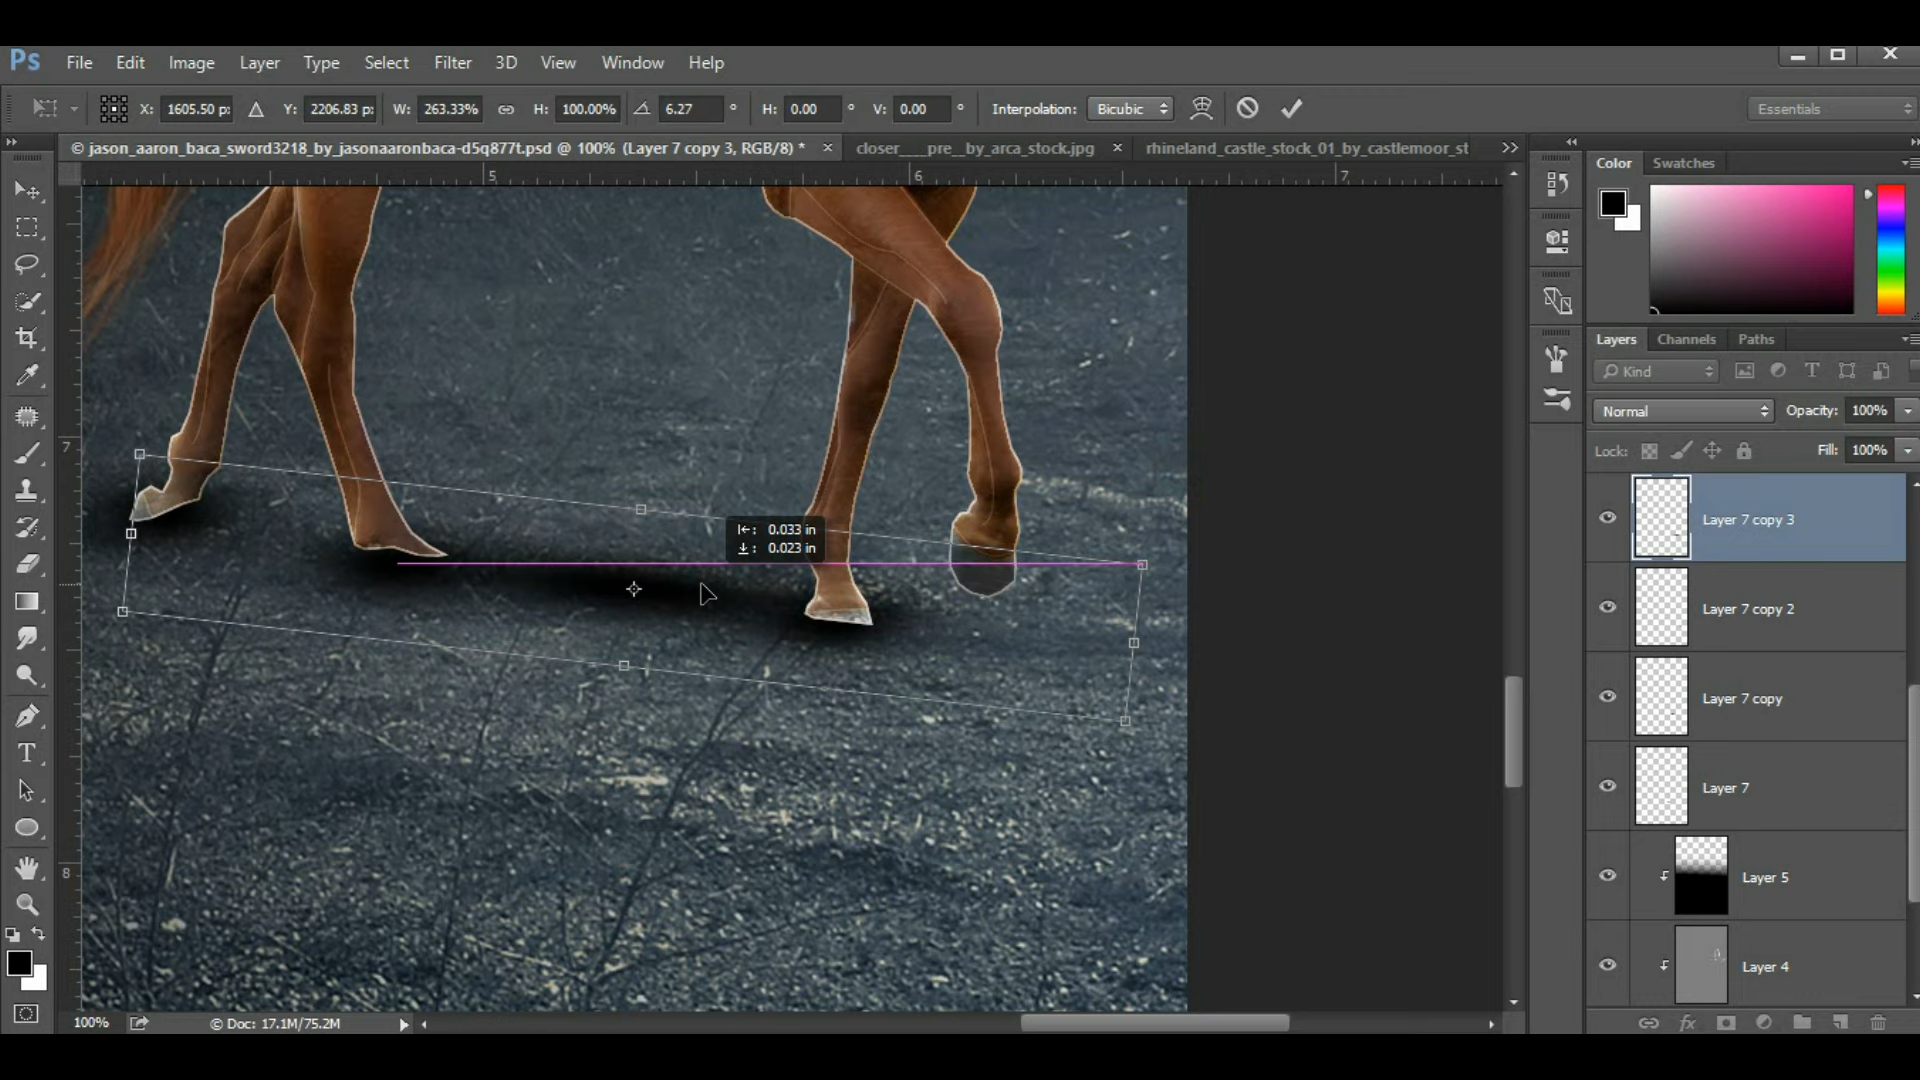 Ps File Edit Image Layer Type Select Filter 3D View Window Help
X: 1605.50 p: Y: 2206.83 p: W: 263.33% H: 100.00% 6.27 ° H: 0.00 ° V: 0.00 ° Interpolation: Bicubic Essentials
© jason_aaron_baca_sword3218_by_jasonaaronbaca-d5q877t.psd @ 100% (Layer 7 copy 3, RGB/8) * × closer____pre__by_arca_stock.jpg × rhineland_castle_stock_01_by_castlemoor_st
5 6 7
7
8
0.033 in
0.023 in
100% © Doc: 17.1M/75.2M
Color Swatches
Layers Channels Paths
Kind
Normal Opacity: 100%
Lock: Fill: 100%
Layer 7 copy 3
Layer 7 copy 2
Layer 7 copy
Layer 7
Layer 5
Layer 4
fx